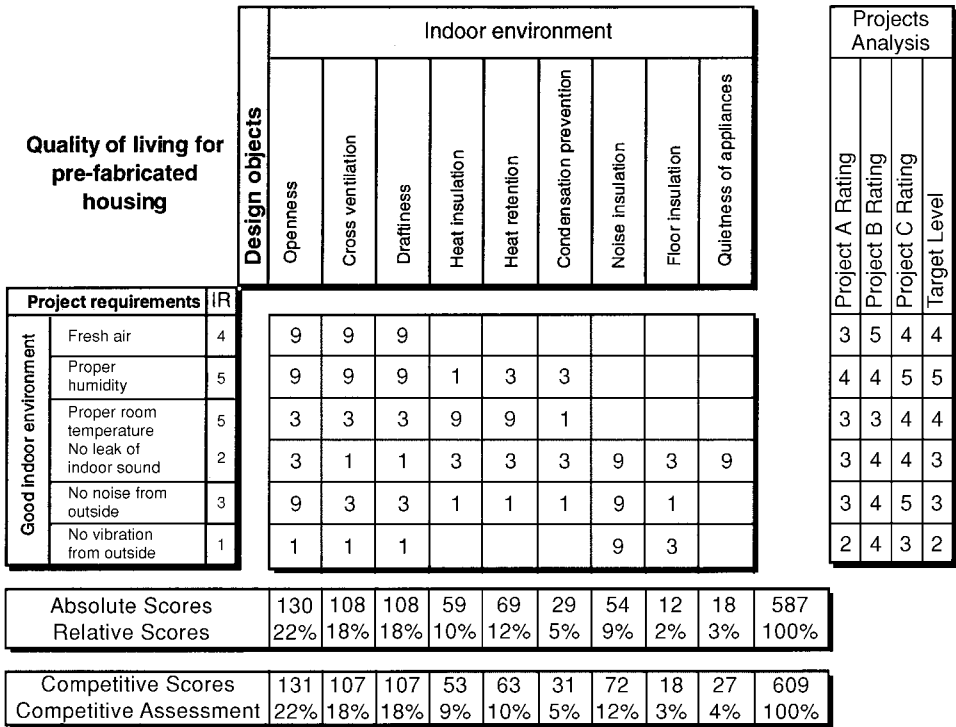 Quality of living for
pre-fabricated
housing
Design objects
Indoor environment
Openness
Cross ventilation
Draftiness
Heat insulation
Heat retention
Condensation prevention
Noise insulation
Floor insulation
Quietness of appliances
Projects
Analysis
Project A Rating
Project B Rating
Project C Rating
Target Level
Project requirements IR
Good indoor environment
Fresh air 4 9 9 9 3 5 4 4
Proper
humidity 5 9 9 9 1 3 3 4 4 5 5
Proper room
temperature 5 3 3 3 9 9 1 3 3 4 4
No leak of
indoor sound 2 3 1 1 3 3 3 9 3 9 3 4 4 3
No noise from
outside 3 9 3 3 1 1 1 9 1 3 4 5 3
No vibration
from outside 1 1 1 1 9 3 2 4 3 2
Absolute Scores 130 108 108 59 69 29 54 12 18 587
Relative Scores 22% 18% 18% 10% 12% 5% 9% 2% 3% 100%
Competitive Scores 131 107 107 53 63 31 72 18 27 609
Competitive Assessment 22% 18% 18% 9% 10% 5% 12% 3% 4% 100%